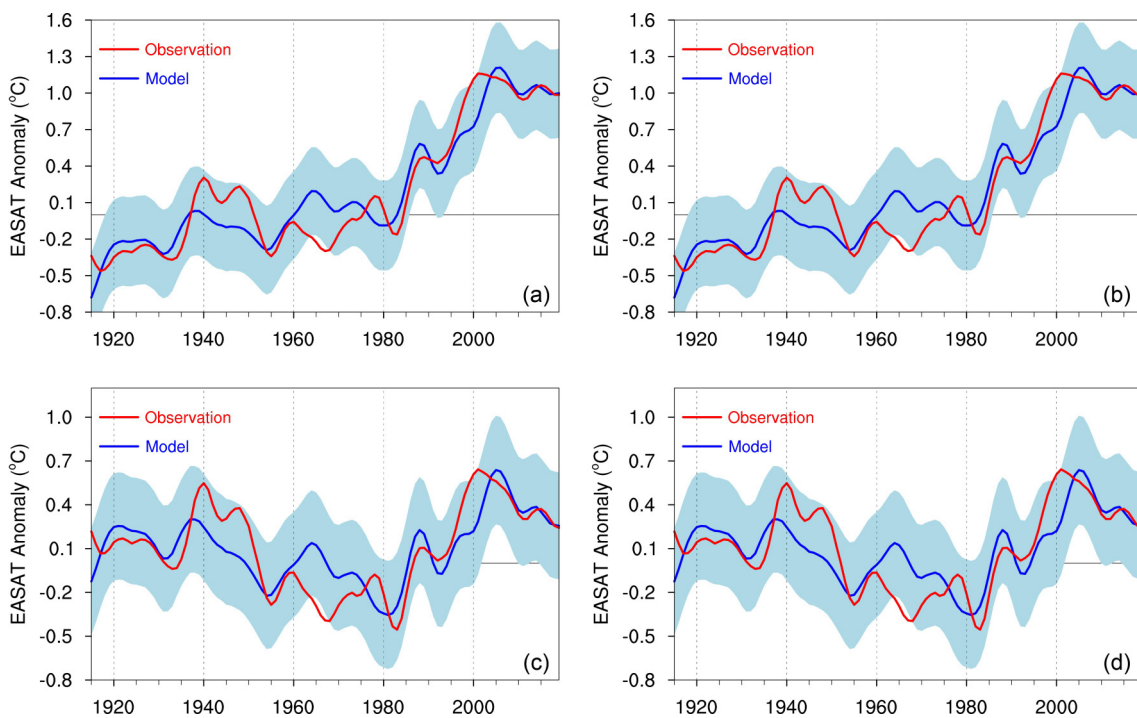 EASAT Anomaly (°C)
1.6
1.3
1.0
0.7
0.4
0.1
-0.2
-0.5
-0.8
Observation
Model
(a)
1920 1940 1960 1980 2000
EASAT Anomaly (°C)
1.6
1.3
1.0
0.7
0.4
0.1
-0.2
-0.5
-0.8
Observation
Model
(b)
1920 1940 1960 1980 2000
EASAT Anomaly (°C)
1.0
0.7
0.4
0.1
-0.2
-0.5
-0.8
Observation
Model
(c)
1920 1940 1960 1980 2000
EASAT Anomaly (°C)
1.0
0.7
0.4
0.1
-0.2
-0.5
-0.8
Observation
Model
(d)
1920 1940 1960 1980 2000